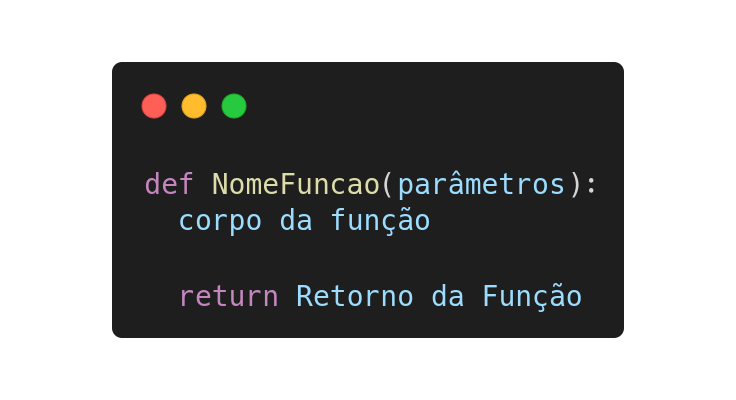 def NomeFuncao(parâmetros):
corpo da função
return Retorno da Função